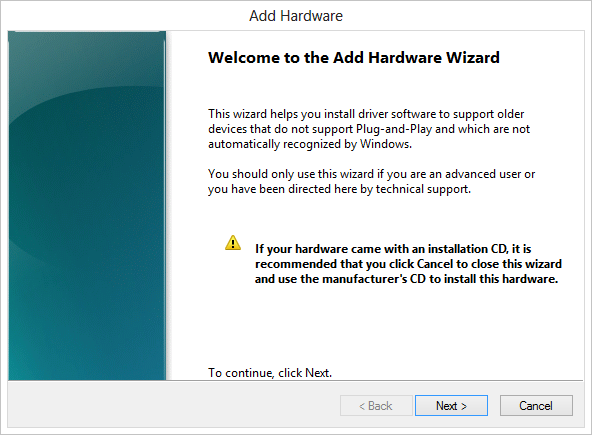 Add Hardware
Welcome to the Add Hardware Wizard
This wizard helps you install driver software to support older
devices that do not support Plug-and-Play and which are not
automatically recognized by Windows.
You should only use this wizard if you are an advanced user or
you have been directed here by technical support.
If your hardware came with an installation CD, it is
recommended that you click Cancel to close this wizard
and use the manufacturer's CD to install this hardware.
To continue, click Next.
< Back Next > Cancel